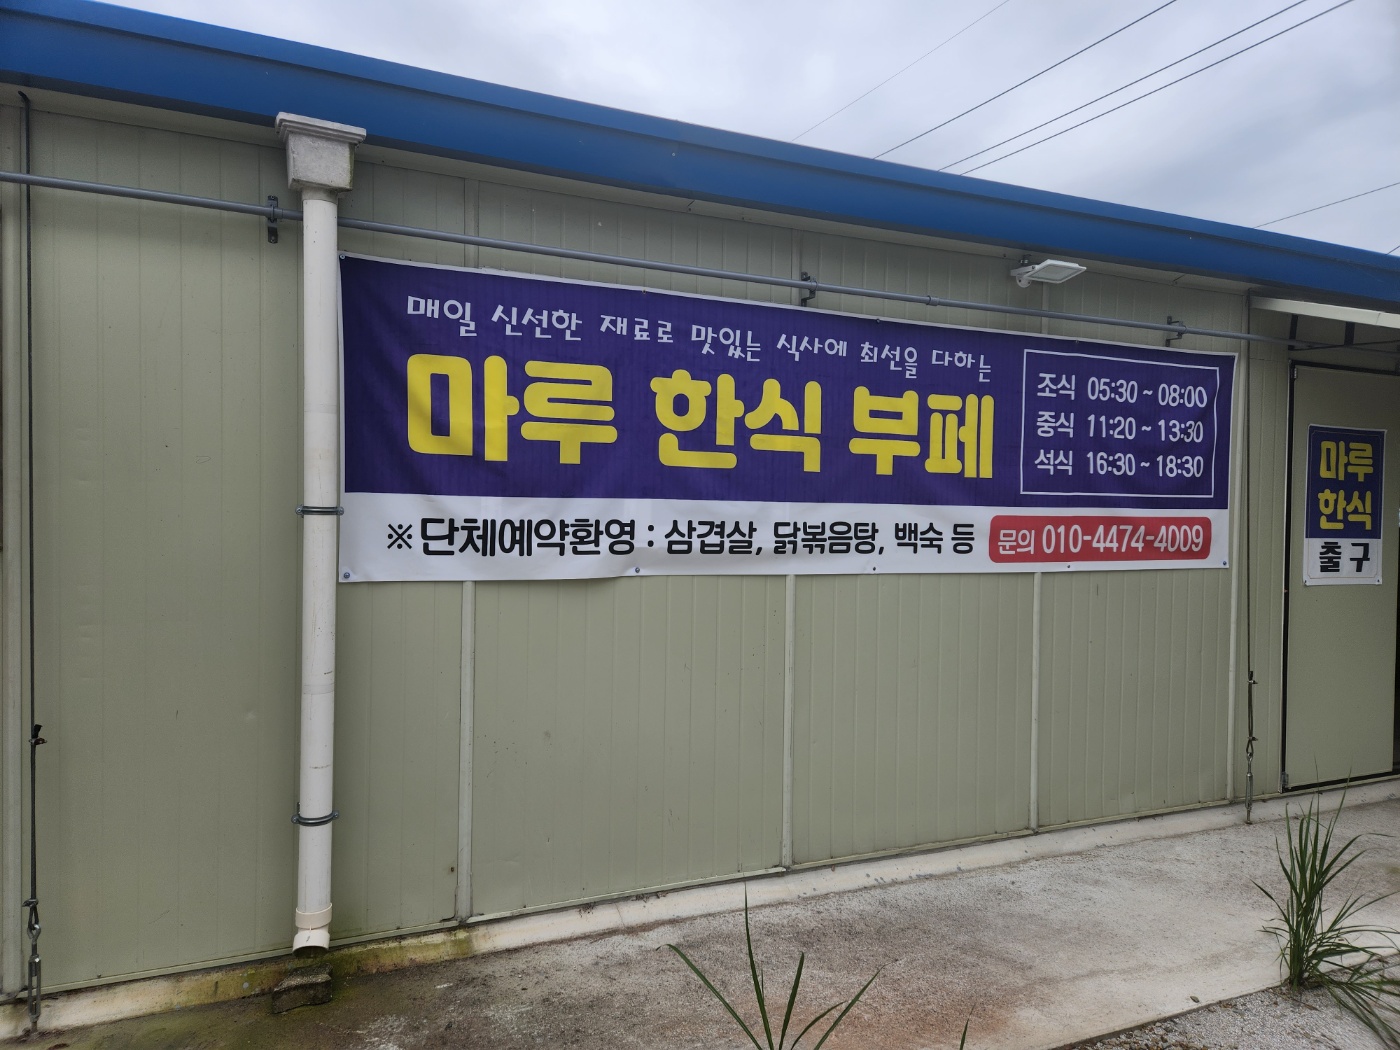 매일 신선한 재료로 맛있는 식사에 최선을 다하는
마루 한식 부페
조식 05:30 ~ 08:00
중식 11:20 ~ 13:30
석식 16:30 ~ 18:30
※단체예약환영 : 삼겹살, 닭볶음탕, 백숙 등
문의 010-4474-4009
마루
한식
출구